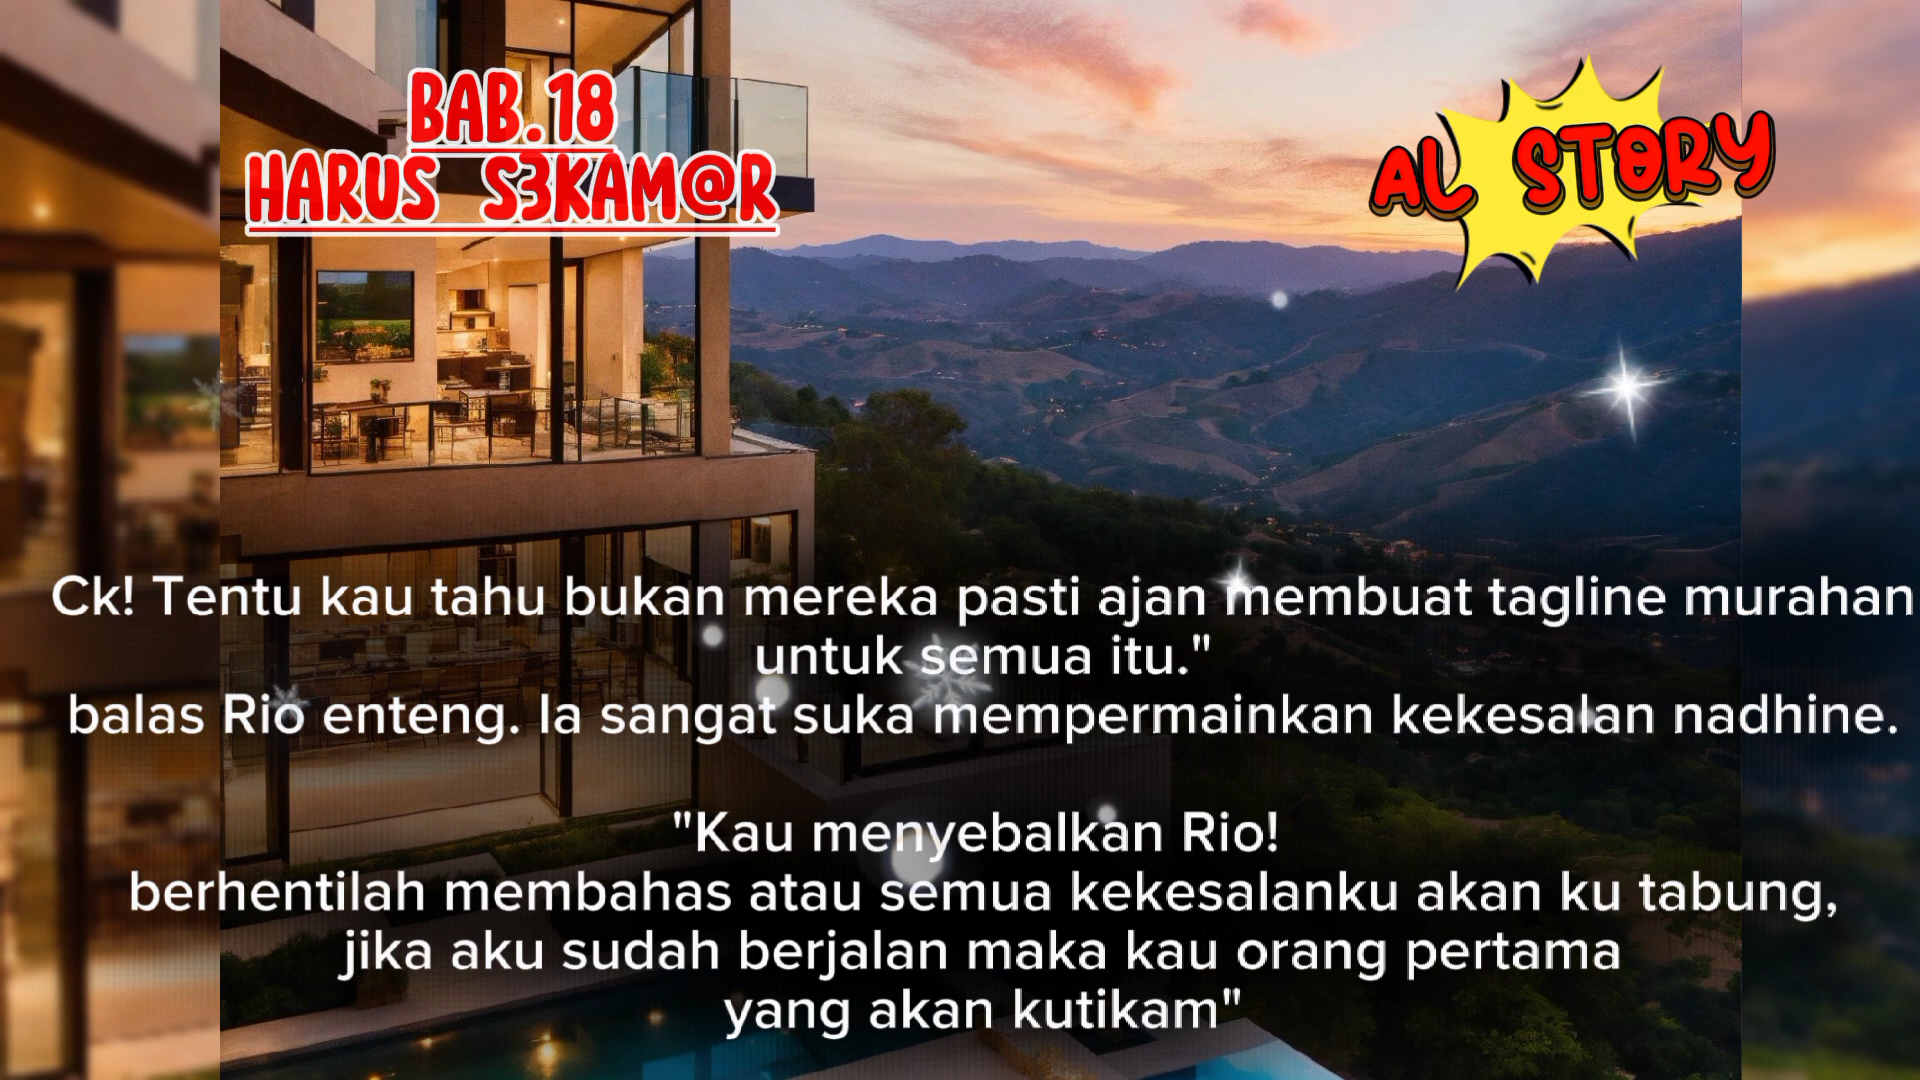 BAB.18
HARUS S3KAM@R
AL STORY
Ck! Tentu kau tahu bukan mereka pasti ajan membuat tagline murahan
untuk semua itu."
balas Rio enteng. Ia sangat suka mempermainkan kekesalan nadhine.
"Kau menyebalkan Rio!
berhentilah membahas atau semua kekesalanku akan ku tabung,
jika aku sudah berjalan maka kau orang pertama
yang akan kutikam"